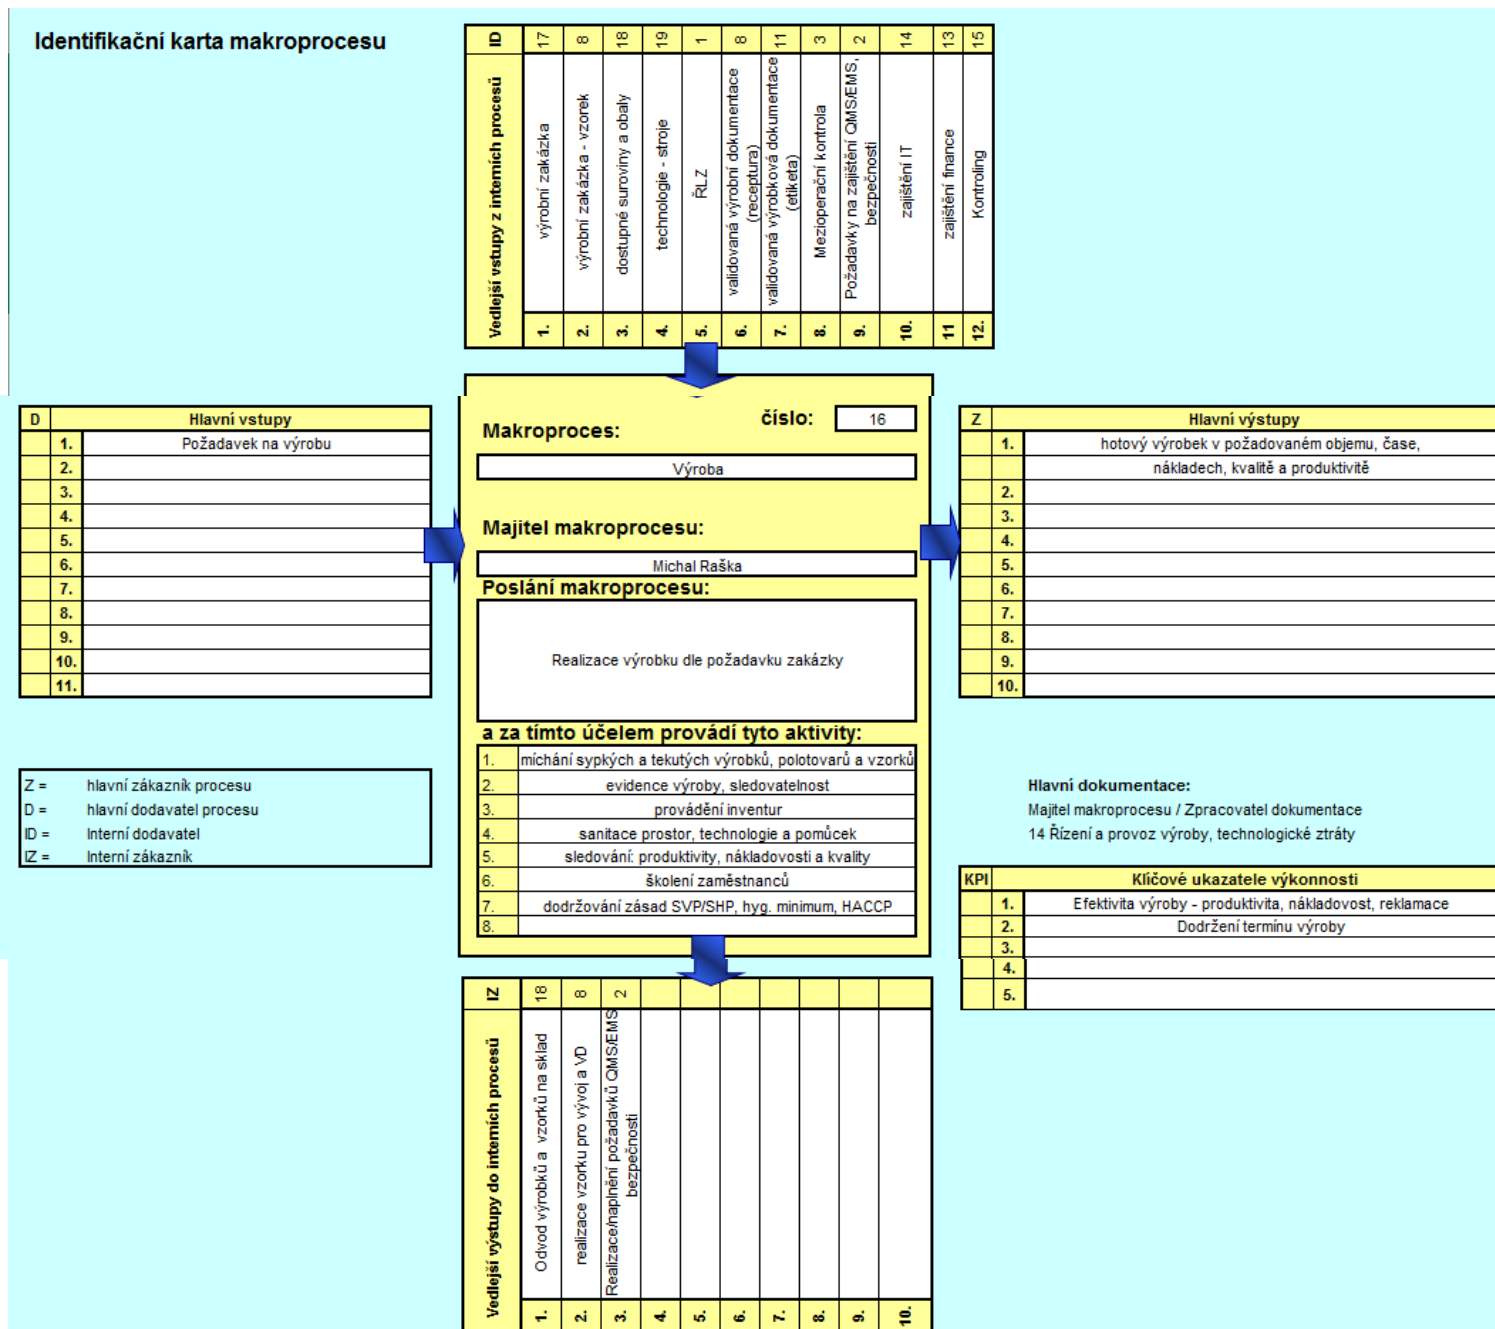 Identifikační karta makroprocesu
Vedlejší vstupy z interních procesů ID
1. výrobní zakázka 17
2. výrobní zakázka - vzorek 8
3. dostupné suroviny a obaly 18
4. technologie - stroje 19
5. ŘLZ 1
6. validovaná výrobní dokumentace
(receptura) 8
7. validovaná výrobková dokumentace
(etiketa) 11
8. Mezioperační kontrola 3
9. Požadavky na zajištění QMS/EMS,
bezpečnosti 2
10. zajištění IT 14
11 zajištění finance 13
12. Kontroling 15
D Hlavní vstupy
1. Požadavek na výrobu
2.
3.
4.
5.
6.
7.
8.
9.
10.
11.
Makroproces: číslo: 16
Výroba
Majitel makroprocesu:
Michal Raška
Poslání makroprocesu:
Realizace výrobku dle požadavku zakázky
a za tímto účelem provádí tyto aktivity:
1. míchání sypkých a tekutých výrobků, polotovarů a vzorků
2. evidence výroby, sledovatelnost
3. provádění inventur
4. sanitace prostor, technologie a pomůcek
5. sledování: produktivity, nákladovosti a kvality
6. školení zaměstnanců
7. dodržování zásad SVP/SHP, hyg. minimum, HACCP
8.
Z Hlavní výstupy
1. hotový výrobek v požadovaném objemu, čase,
nákladech, kvalitě a produktivitě
2.
3.
4.
5.
6.
7.
8.
9.
10.
Z = hlavní zákazník procesu
D = hlavní dodavatel procesu
ID = Interní dodavatel
IZ = Interní zákazník
Hlavní dokumentace:
Majitel makroprocesu / Zpracovatel dokumentace
14 Řízení a provoz výroby, technologické ztráty
KPI Klíčové ukazatele výkonnosti
1. Efektivita výroby - produktivita, nákladovost, reklamace
2. Dodržení termínu výroby
3.
4.
5.
Vedlejší výstupy do interních procesů IZ
1. Odvod výrobků a vzorků na sklad 18
2. realizace vzorku pro vývoj a VD 8
3. Realizace/naplnění požadavků QMS/EMS
bezpečnosti 2
4.
5.
6.
7.
8.
9.
10.